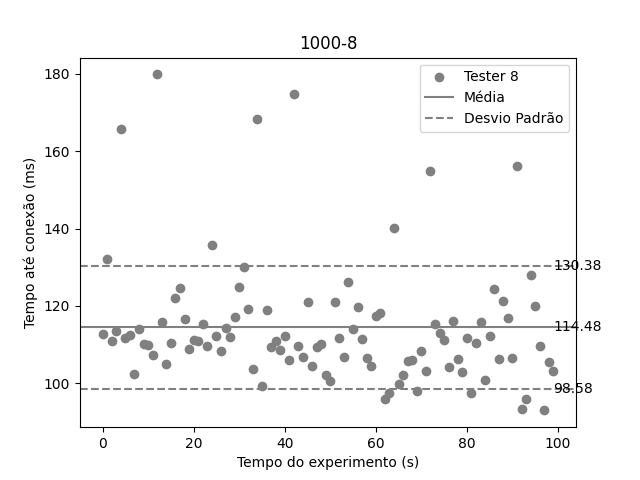 1000-8
Tempo até conexão (ms)
180
160
140
120
100
Tester 8
Média
Desvio Padrão
130.38
114.48
98.58
0 20 40 60 80 100
Tempo do experimento (s)